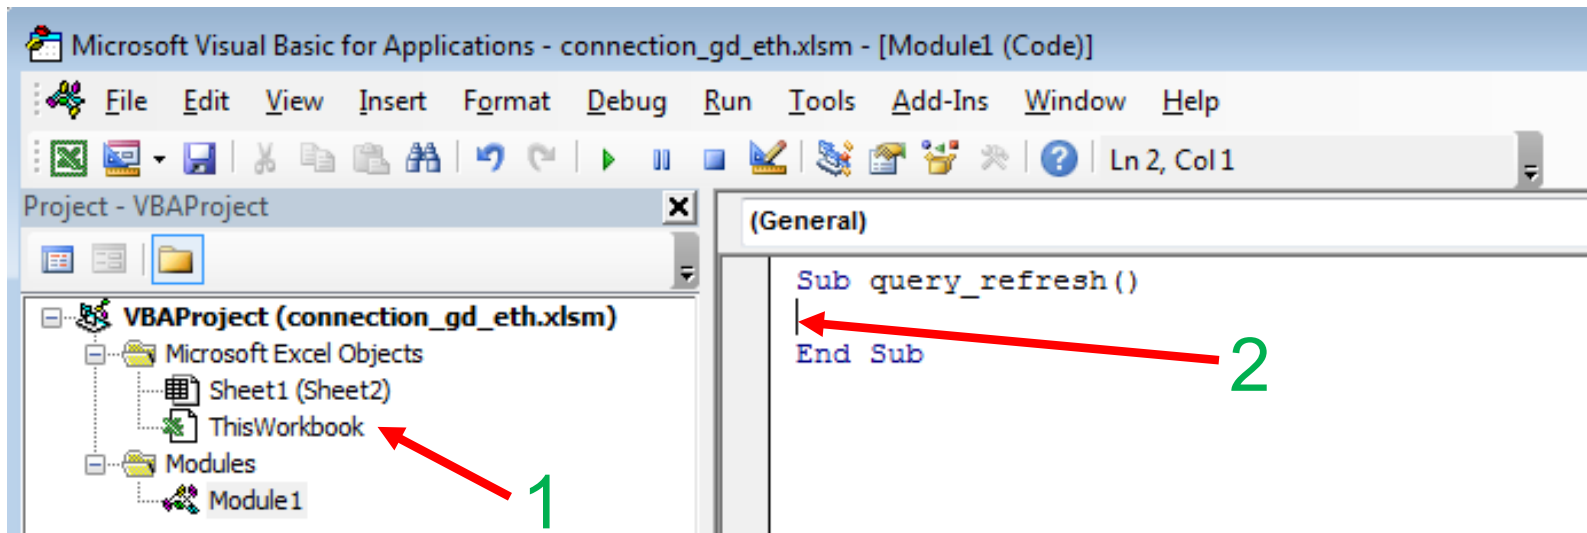 Microsoft Visual Basic for Applications - connection_gd_eth.xlsm - [Module1 (Code)]
File Edit View Insert Format Debug Run Tools Add-Ins Window Help
Ln 2, Col 1
Project - VBAProject
(General)
VBAProject (connection_gd_eth.xlsm)
Microsoft Excel Objects
Sheet1 (Sheet2)
ThisWorkbook
Modules
Module1
1
Sub query_refresh()
End Sub
2